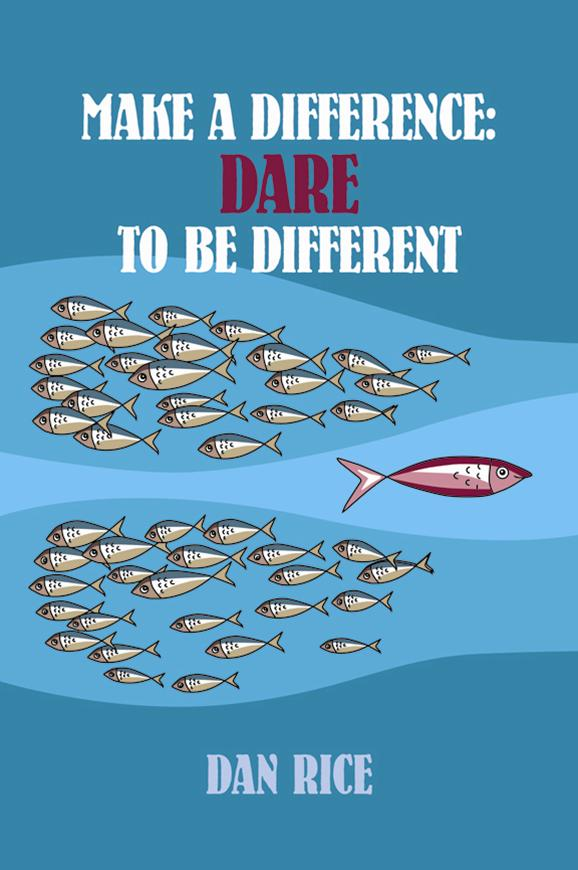 MAKE A DIFFERENCE:
DARE
TO BE DIFFERENT
DAN RICE